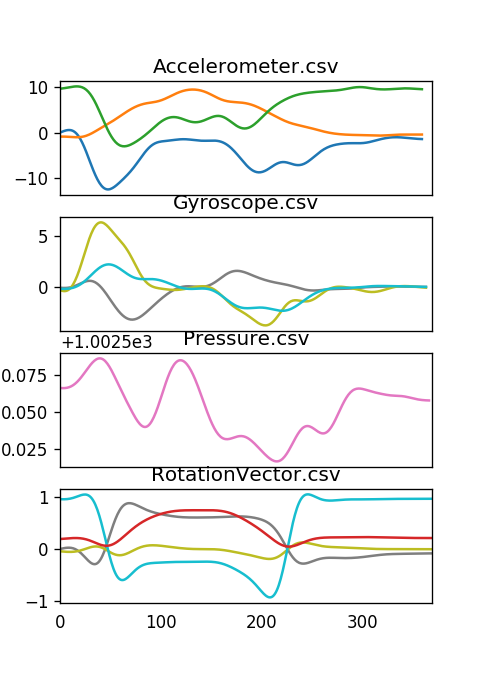 Accelerometer.csv
10
0
−10
Gyroscope.csv
5
0
+1.0025e3
Pressure.csv
0.075
0.050
0.025
RotationVector.csv
1
0
−1
0 100 200 300